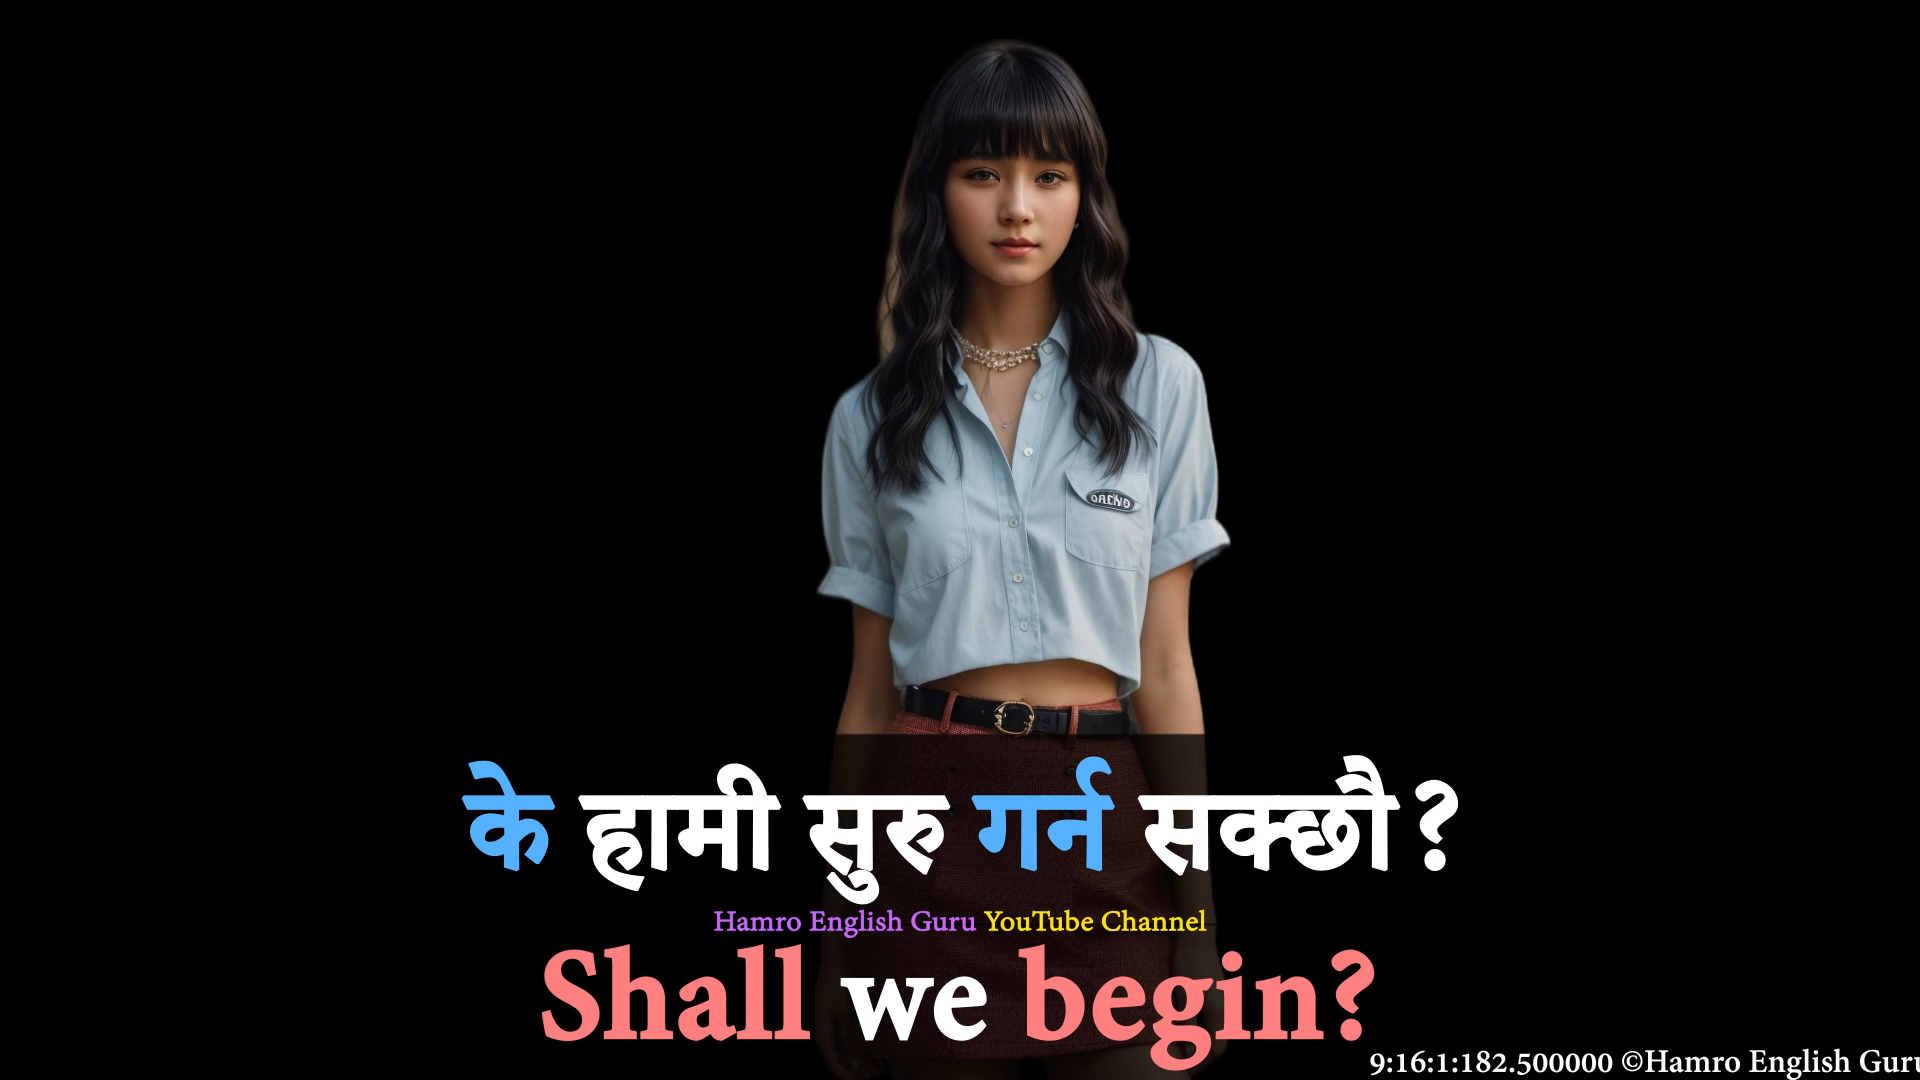 के हामी सुरु गर्न सक्छौ?
Hamro English Guru YouTube Channel
Shall we begin?
9:16:1:182.500000 ©Hamro English Guru